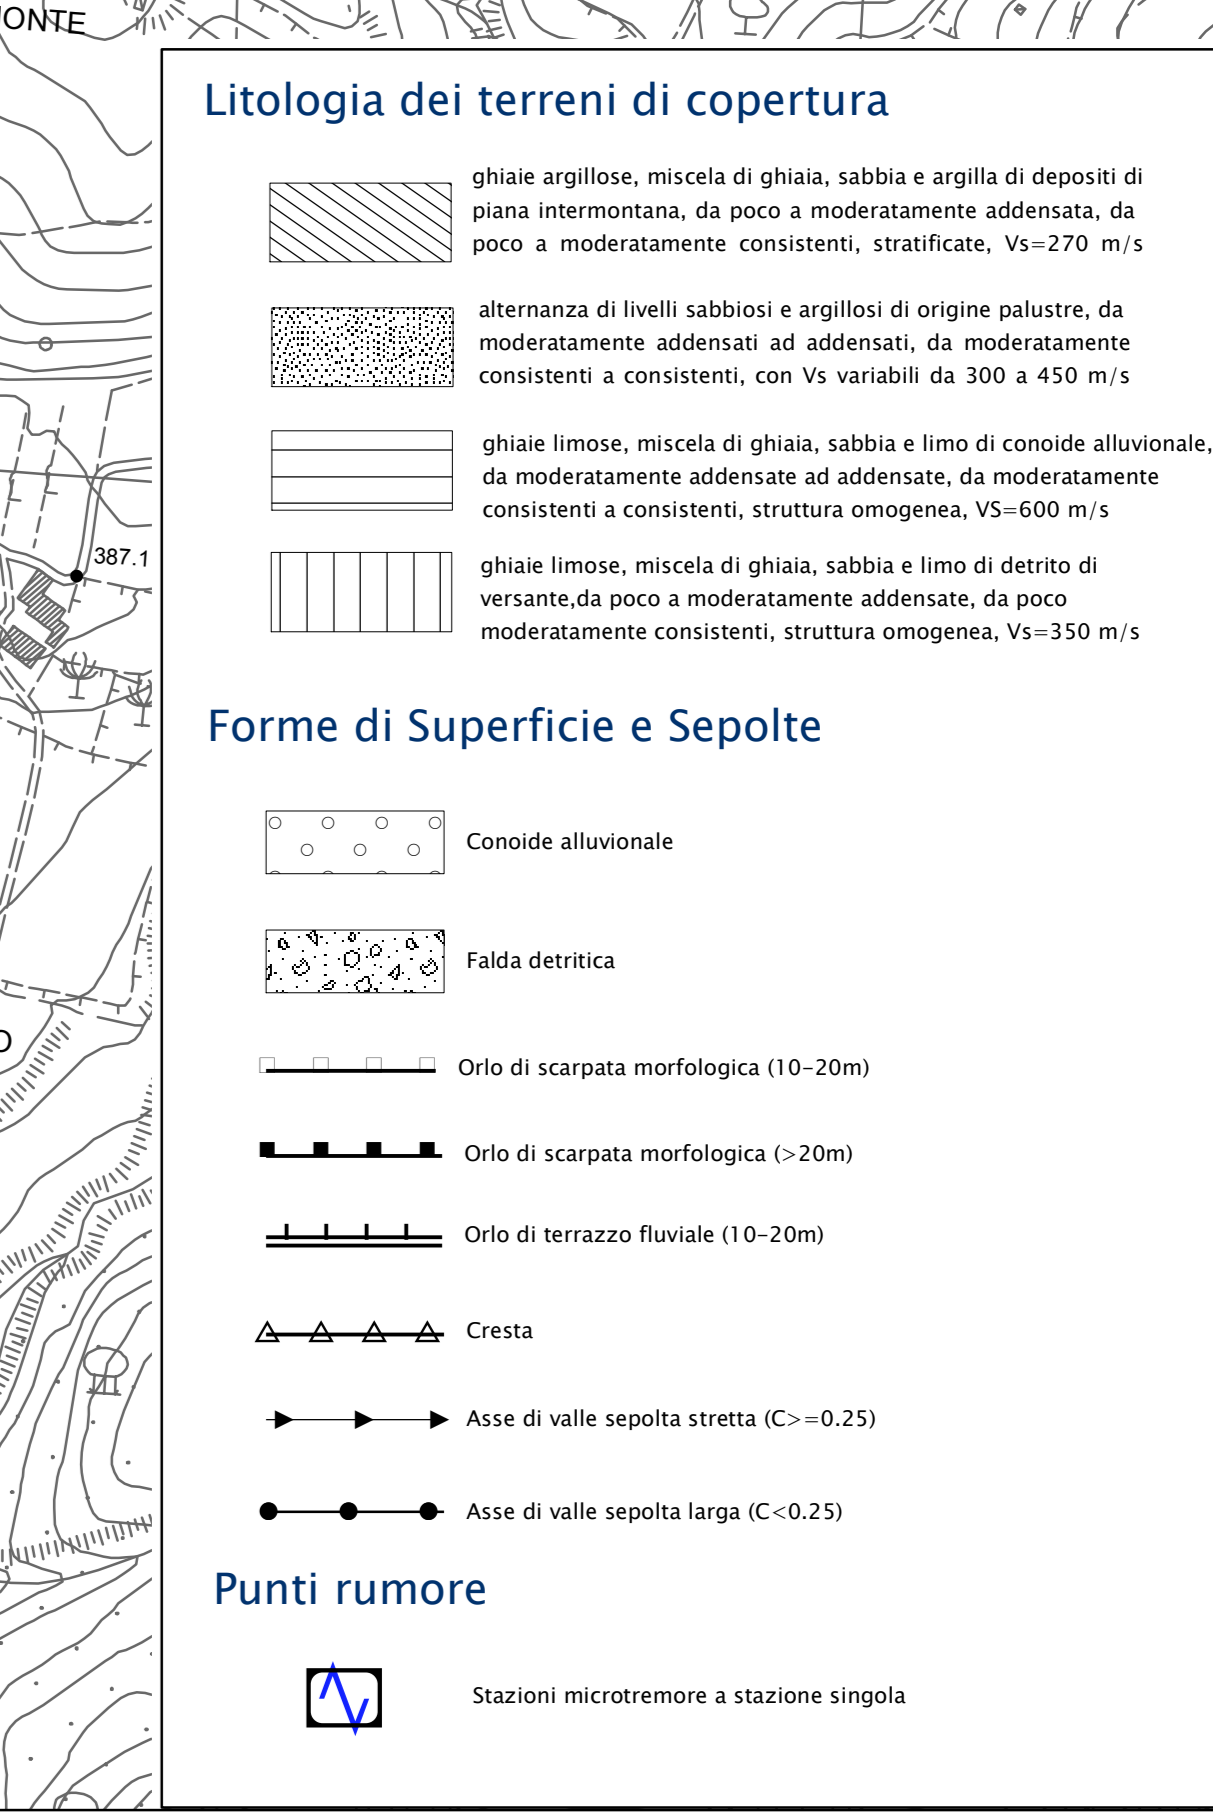 Litologia dei terreni di copertura
ghiaie argillose, miscela di ghiaia, sabbia e argilla di depositi di
piana intermontana, da poco a moderatamente addensata, da
poco a moderatamente consistenti, stratificate, Vs=270 m/s
alternanza di livelli sabbiosi e argillosi di origine palustre, da
moderatamente addensati ad addensati, da moderatamente
consistenti a consistenti, con Vs variabili da 300 a 450 m/s
ghiaie limose, miscela di ghiaia, sabbia e limo di conoide alluvionale,
da moderatamente addensate ad addensate, da moderatamente
consistenti a consistenti, struttura omogenea, VS=600 m/s
387.1
ghiaie limose, miscela di ghiaia, sabbia e limo di detrito di
versante,da poco a moderatamente addensate, da poco
moderatamente consistenti, struttura omogenea, Vs=350 m/s
Forme di Superficie e Sepolte
Conoide alluvionale
Falda detritica
Orlo di scarpata morfologica (10-20m)
Orlo di scarpata morfologica (>20m)
Orlo di terrazzo fluviale (10-20m)
Cresta
Asse di valle sepolta stretta (C>=0.25)
Asse di valle sepolta larga (C<0.25)
Punti rumore
Stazioni microtremore a stazione singola